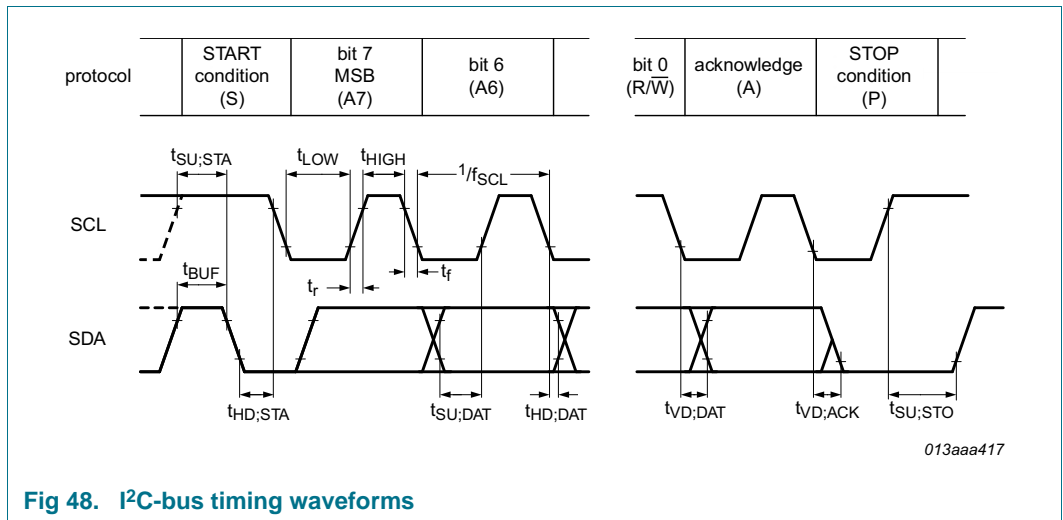 protocol
START
condition
(S)
bit 7
MSB
(A7)
bit 6
(A6)
bit 0
(R/W̅)
acknowledge
(A)
STOP
condition
(P)
tSU;STA
tLOW
tHIGH
1/fSCL
SCL
tBUF
tr
tf
SDA
tHD;STA
tSU;DAT
tHD;DAT
tVD;DAT
tVD;ACK
tSU;STO
013aaa417
Fig 48. I²C-bus timing waveforms